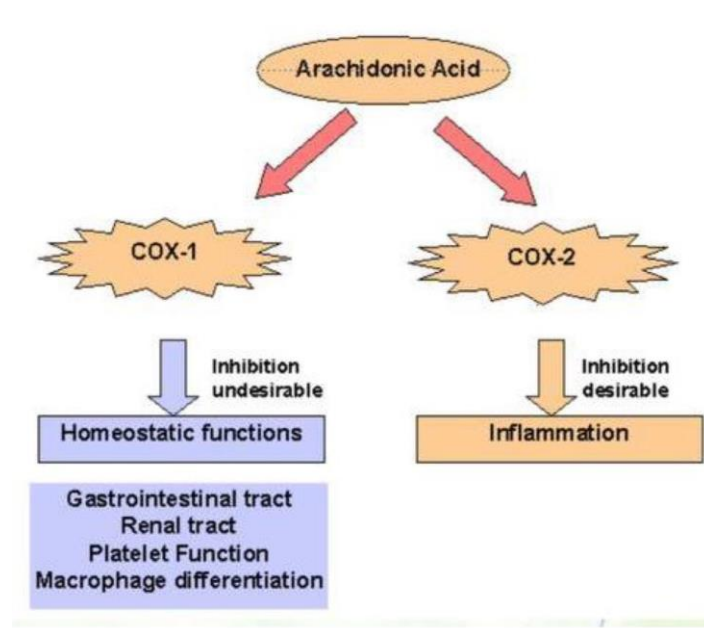 Arachidonic Acid
COX-1
COX-2
Inhibition
undesirable
Inhibition
desirable
Homeostatic functions
Inflammation
Gastrointestinal tract
Renal tract
Platelet Function
Macrophage differentiation